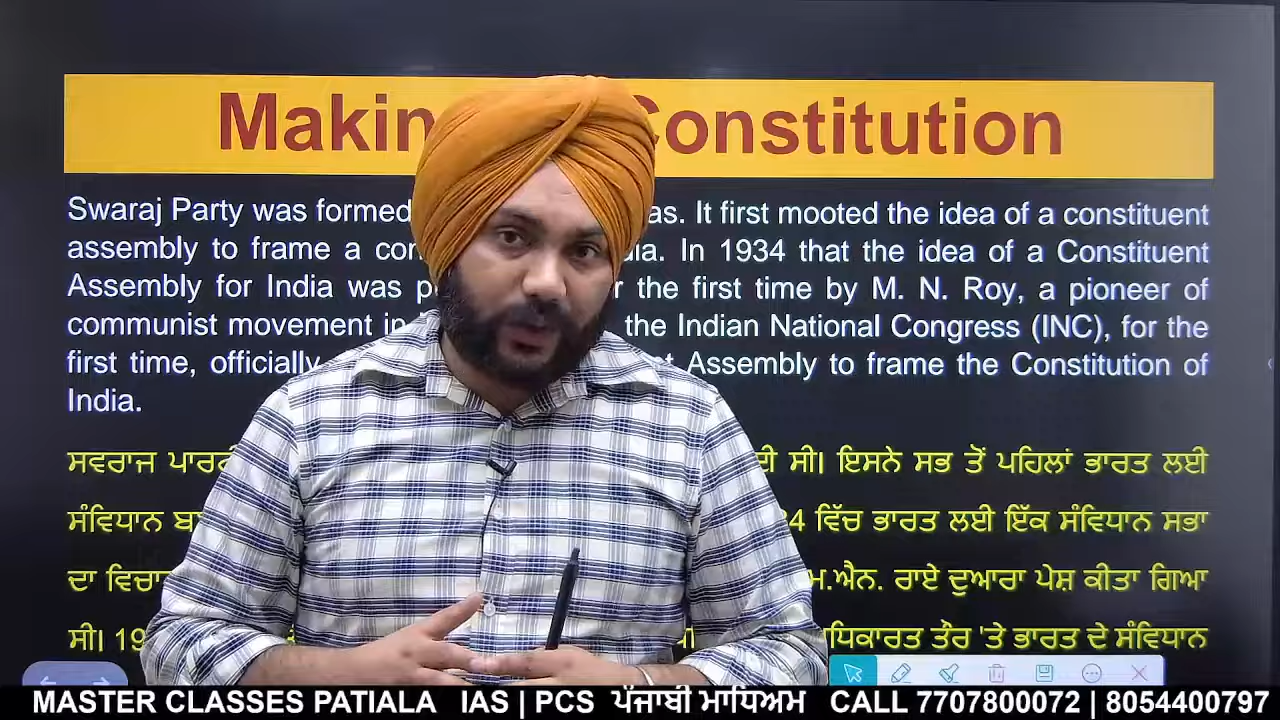 Makin Constitution
Swaraj Party was formed as. It first mooted the idea of a constituent
assembly to frame a con dia. In 1934 that the idea of a Constituent
Assembly for India was p r the first time by M. N. Roy, a pioneer of
communist movement in the Indian National Congress (INC), for the
first time, officially Assembly to frame the Constitution of
India.
ਸਵਰਾਜ ਪਾਰਟੀ ਸੀ। ਇਸਨੇ ਸਭ ਤੋਂ ਪਹਿਲਾਂ ਭਾਰਤ ਲਈ
ਸੰਵਿਧਾਨ ਬ 34 ਵਿੱਚ ਭਾਰਤ ਲਈ ਇੱਕ ਸੰਵਿਧਾਨ ਸਭਾ
ਦਾ ਵਿਚਾ ਮ.ਐਨ. ਰਾਏ ਦੁਆਰਾ ਪੇਸ਼ ਕੀਤਾ ਗਿਆ
ਸੀ। 19 ਧਿਕਾਰਤ ਤੌਰ 'ਤੇ ਭਾਰਤ ਦੇ ਸੰਵਿਧਾਨ
MASTER CLASSES PATIALA IAS | PCS ਪੰਜਾਬੀ ਮਾਧਿਅਮ CALL 7707800072 | 8054400797